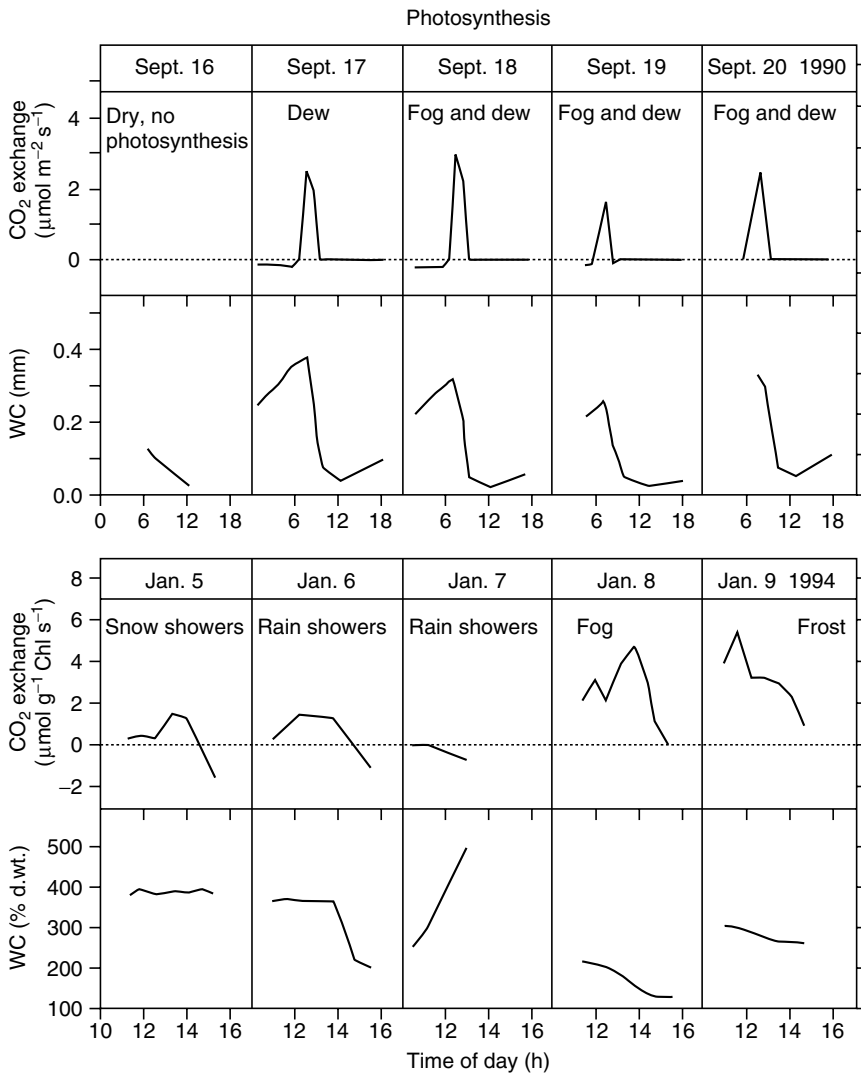 Photosynthesis
Sept. 16
Sept. 17
Sept. 18
Sept. 19
Sept. 20 1990
CO₂ exchange
(µmol m⁻² s⁻¹)
4
2
0
Dry, no
photosynthesis
Dew
Fog and dew
Fog and dew
Fog and dew
WC (mm)
0.4
0.2
0.0
0 6 12 18
6 12 18
6 12 18
6 12 18
6 12 18
Jan. 5
Jan. 6
Jan. 7
Jan. 8
Jan. 9 1994
CO₂ exchange
(µmol g⁻¹ Chl s⁻¹)
8
6
4
2
0
−2
Snow showers
Rain showers
Rain showers
Fog
Frost
WC (% d.wt.)
500
400
300
200
100
10 12 14 16
12 14 16
12 14 16
12 14 16
12 14 16
Time of day (h)